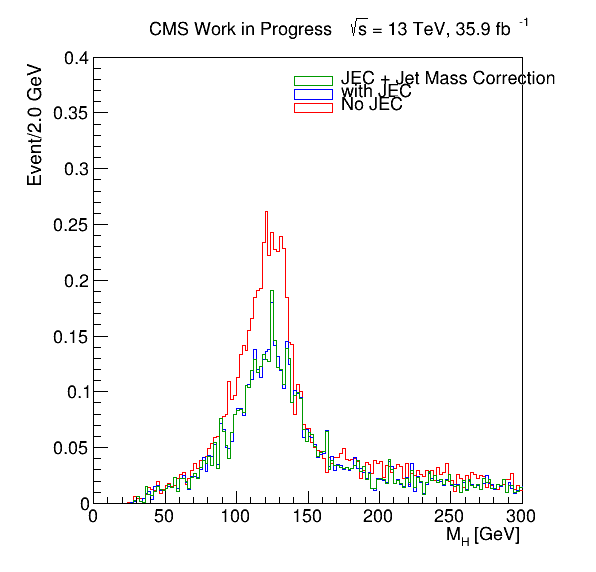 CMS Work in Progress √s = 13 TeV, 35.9 fb -1
0.4
JEC + Jet Mass Correction
with JEC
No JEC
Event/2.0 GeV
0.35
0.3
0.25
0.2
0.15
0.1
0.05
0
0 50 100 150 200 250 300
M_H [GeV]